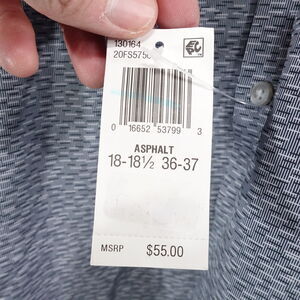 130164
20FS575
0 16652 53799 3
ASPHALT
18-18½ 36-37
MSRP $55.00